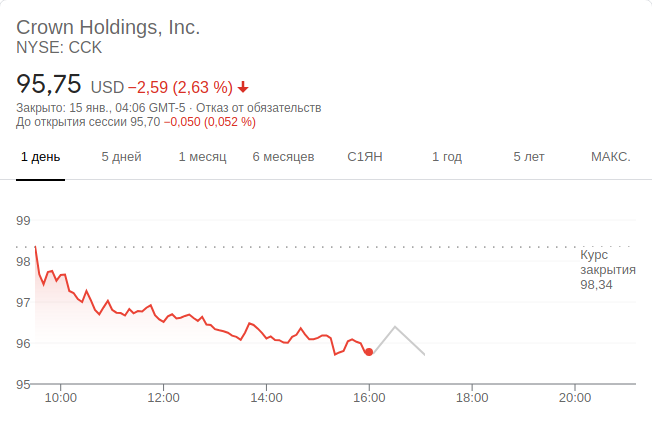 Crown Holdings, Inc.
NYSE: CCK
95,75 USD −2,59 (2,63 %)
Закрыто: 15 янв., 04:06 GMT-5 · Отказ от обязательств
До открытия сессии 95,70 −0,050 (0,052 %)
1 день 5 дней 1 месяц 6 месяцев С1ЯН 1 год 5 лет МАКС.
99
98
97
96
95
Курс
закрытия
98,34
10:00 12:00 14:00 16:00 18:00 20:00